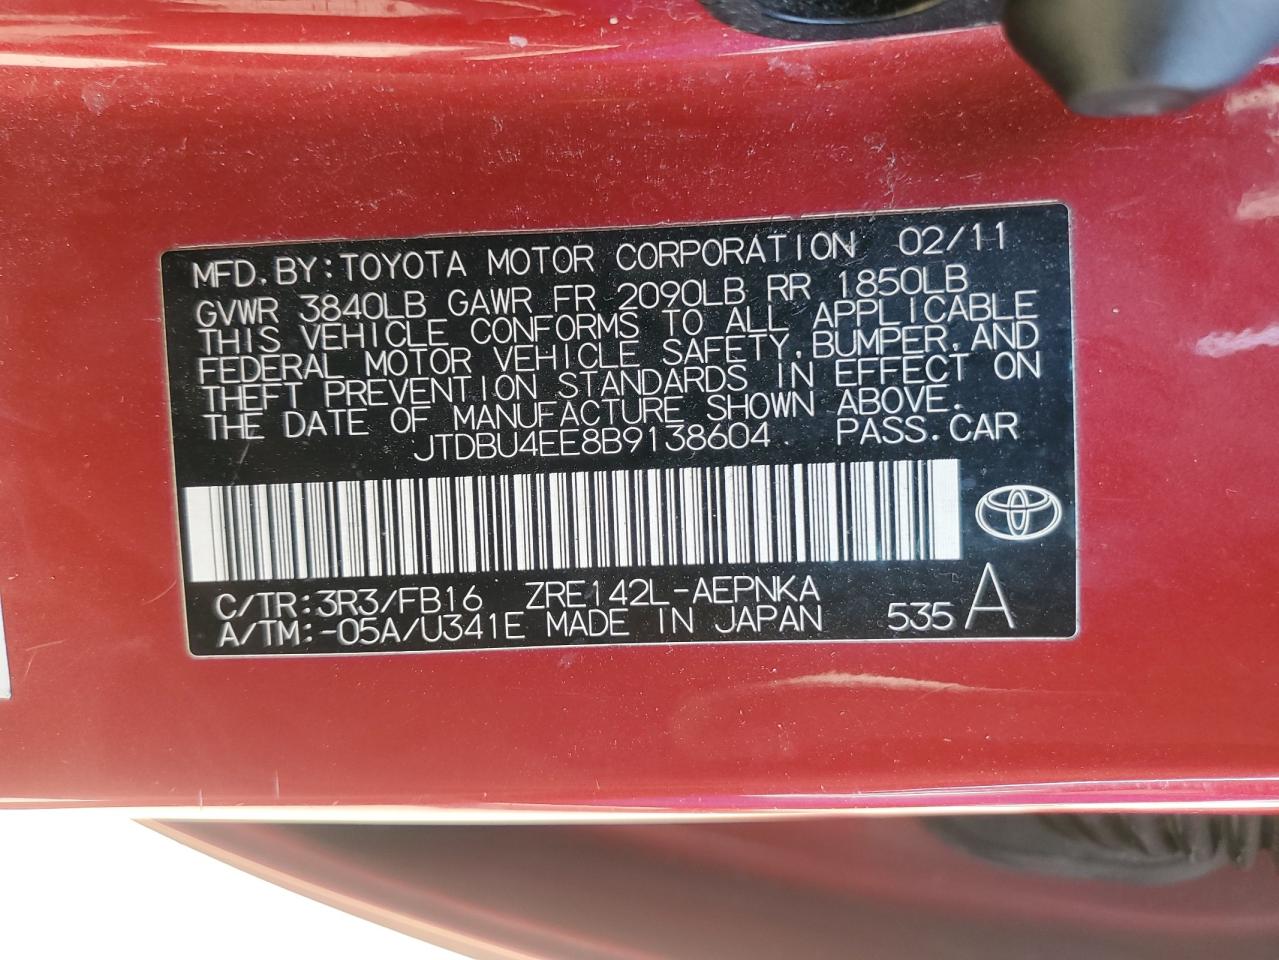 MFD.BY:TOYOTA MOTOR CORPORATION 02/11
GVWR 3840LB GAWR FR 2090LB RR 1850LB
THIS VEHICLE CONFORMS TO ALL APPLICABLE
FEDERAL MOTOR VEHICLE SAFETY,BUMPER,AND
THEFT PREVENTION STANDARDS IN EFFECT ON
THE DATE OF MANUFACTURE SHOWN ABOVE.
JTDBU4EE8B9138604 PASS.CAR
C/TR:3R3/FB16 ZRE142L-AEPNKA
A/TM:-05A/U341E MADE IN JAPAN 535 A